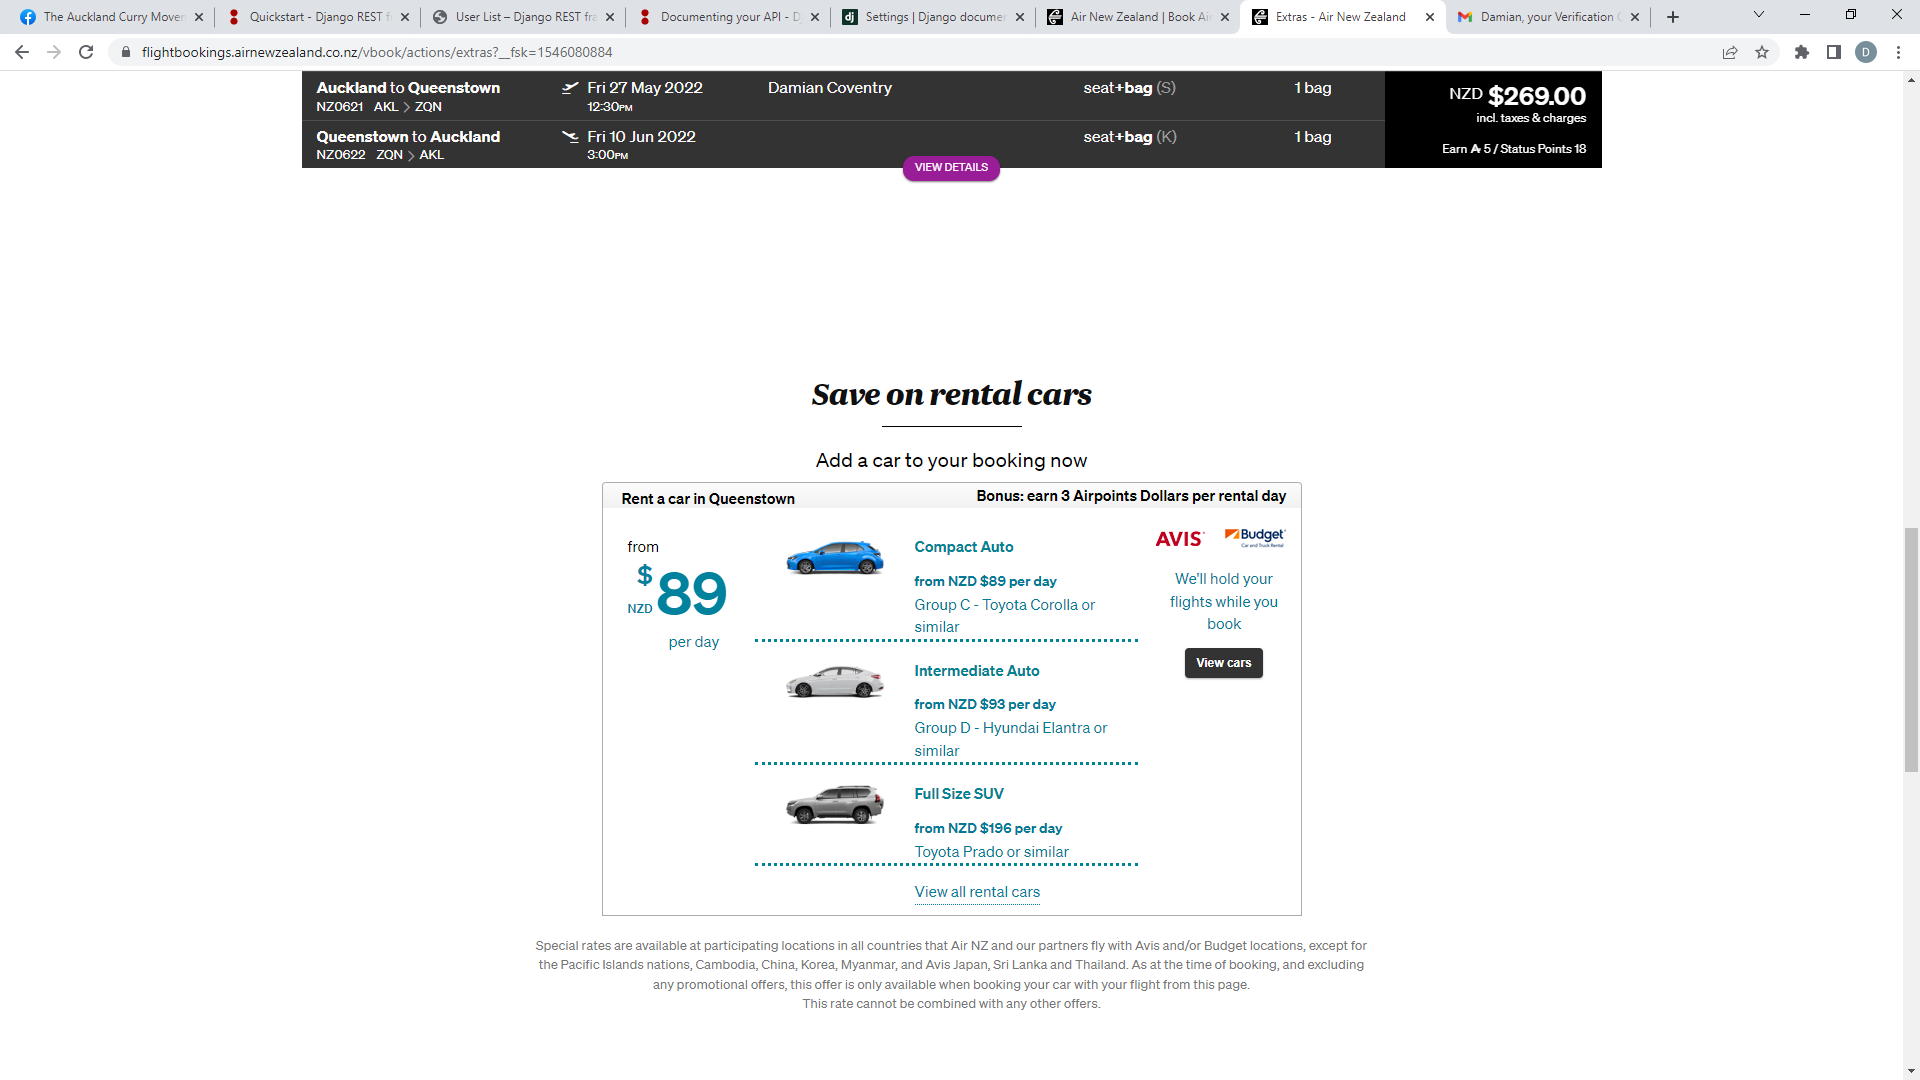 The Auckland Curry Movem
Quickstart - Django REST f
User List – Django REST fra
Documenting your API - D
Settings | Django documen
Air New Zealand | Book Air
Extras - Air New Zealand
Damian, your Verification C
flightbookings.airnewzealand.co.nz/vbook/actions/extras?__fsk=1546080884
D
Auckland to Queenstown
Fri 27 May 2022
Damian Coventry
seat+bag (S)
1 bag
NZD $269.00
NZ0621 AKL > ZQN
12:30PM
incl. taxes & charges
Queenstown to Auckland
Fri 10 Jun 2022
seat+bag (K)
1 bag
NZ0622 ZQN > AKL
3:00PM
Earn A 5 / Status Points 18
VIEW DETAILS
Save on rental cars
Add a car to your booking now
Rent a car in Queenstown
Bonus: earn 3 Airpoints Dollars per rental day
from
NZD $89
per day
Compact Auto
from NZD $89 per day
Group C - Toyota Corolla or
similar
Intermediate Auto
from NZD $93 per day
Group D - Hyundai Elantra or
similar
Full Size SUV
from NZD $196 per day
Toyota Prado or similar
View all rental cars
AVIS
Budget
Car and Truck Rental
We'll hold your
flights while you
book
View cars
Special rates are available at participating locations in all countries that Air NZ and our partners fly with Avis and/or Budget locations, except for
the Pacific Islands nations, Cambodia, China, Korea, Myanmar, and Avis Japan, Sri Lanka and Thailand. As at the time of booking, and excluding
any promotional offers, this offer is only available when booking your car with your flight from this page.
This rate cannot be combined with any other offers.